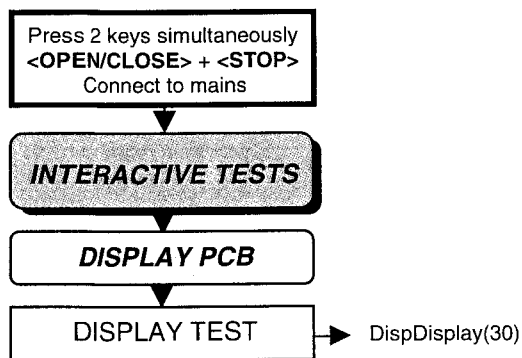 Press 2 keys simultaneously
<OPEN/CLOSE> + <STOP>
Connect to mains
INTERACTIVE TESTS
DISPLAY PCB
DISPLAY TEST
DispDisplay(30)